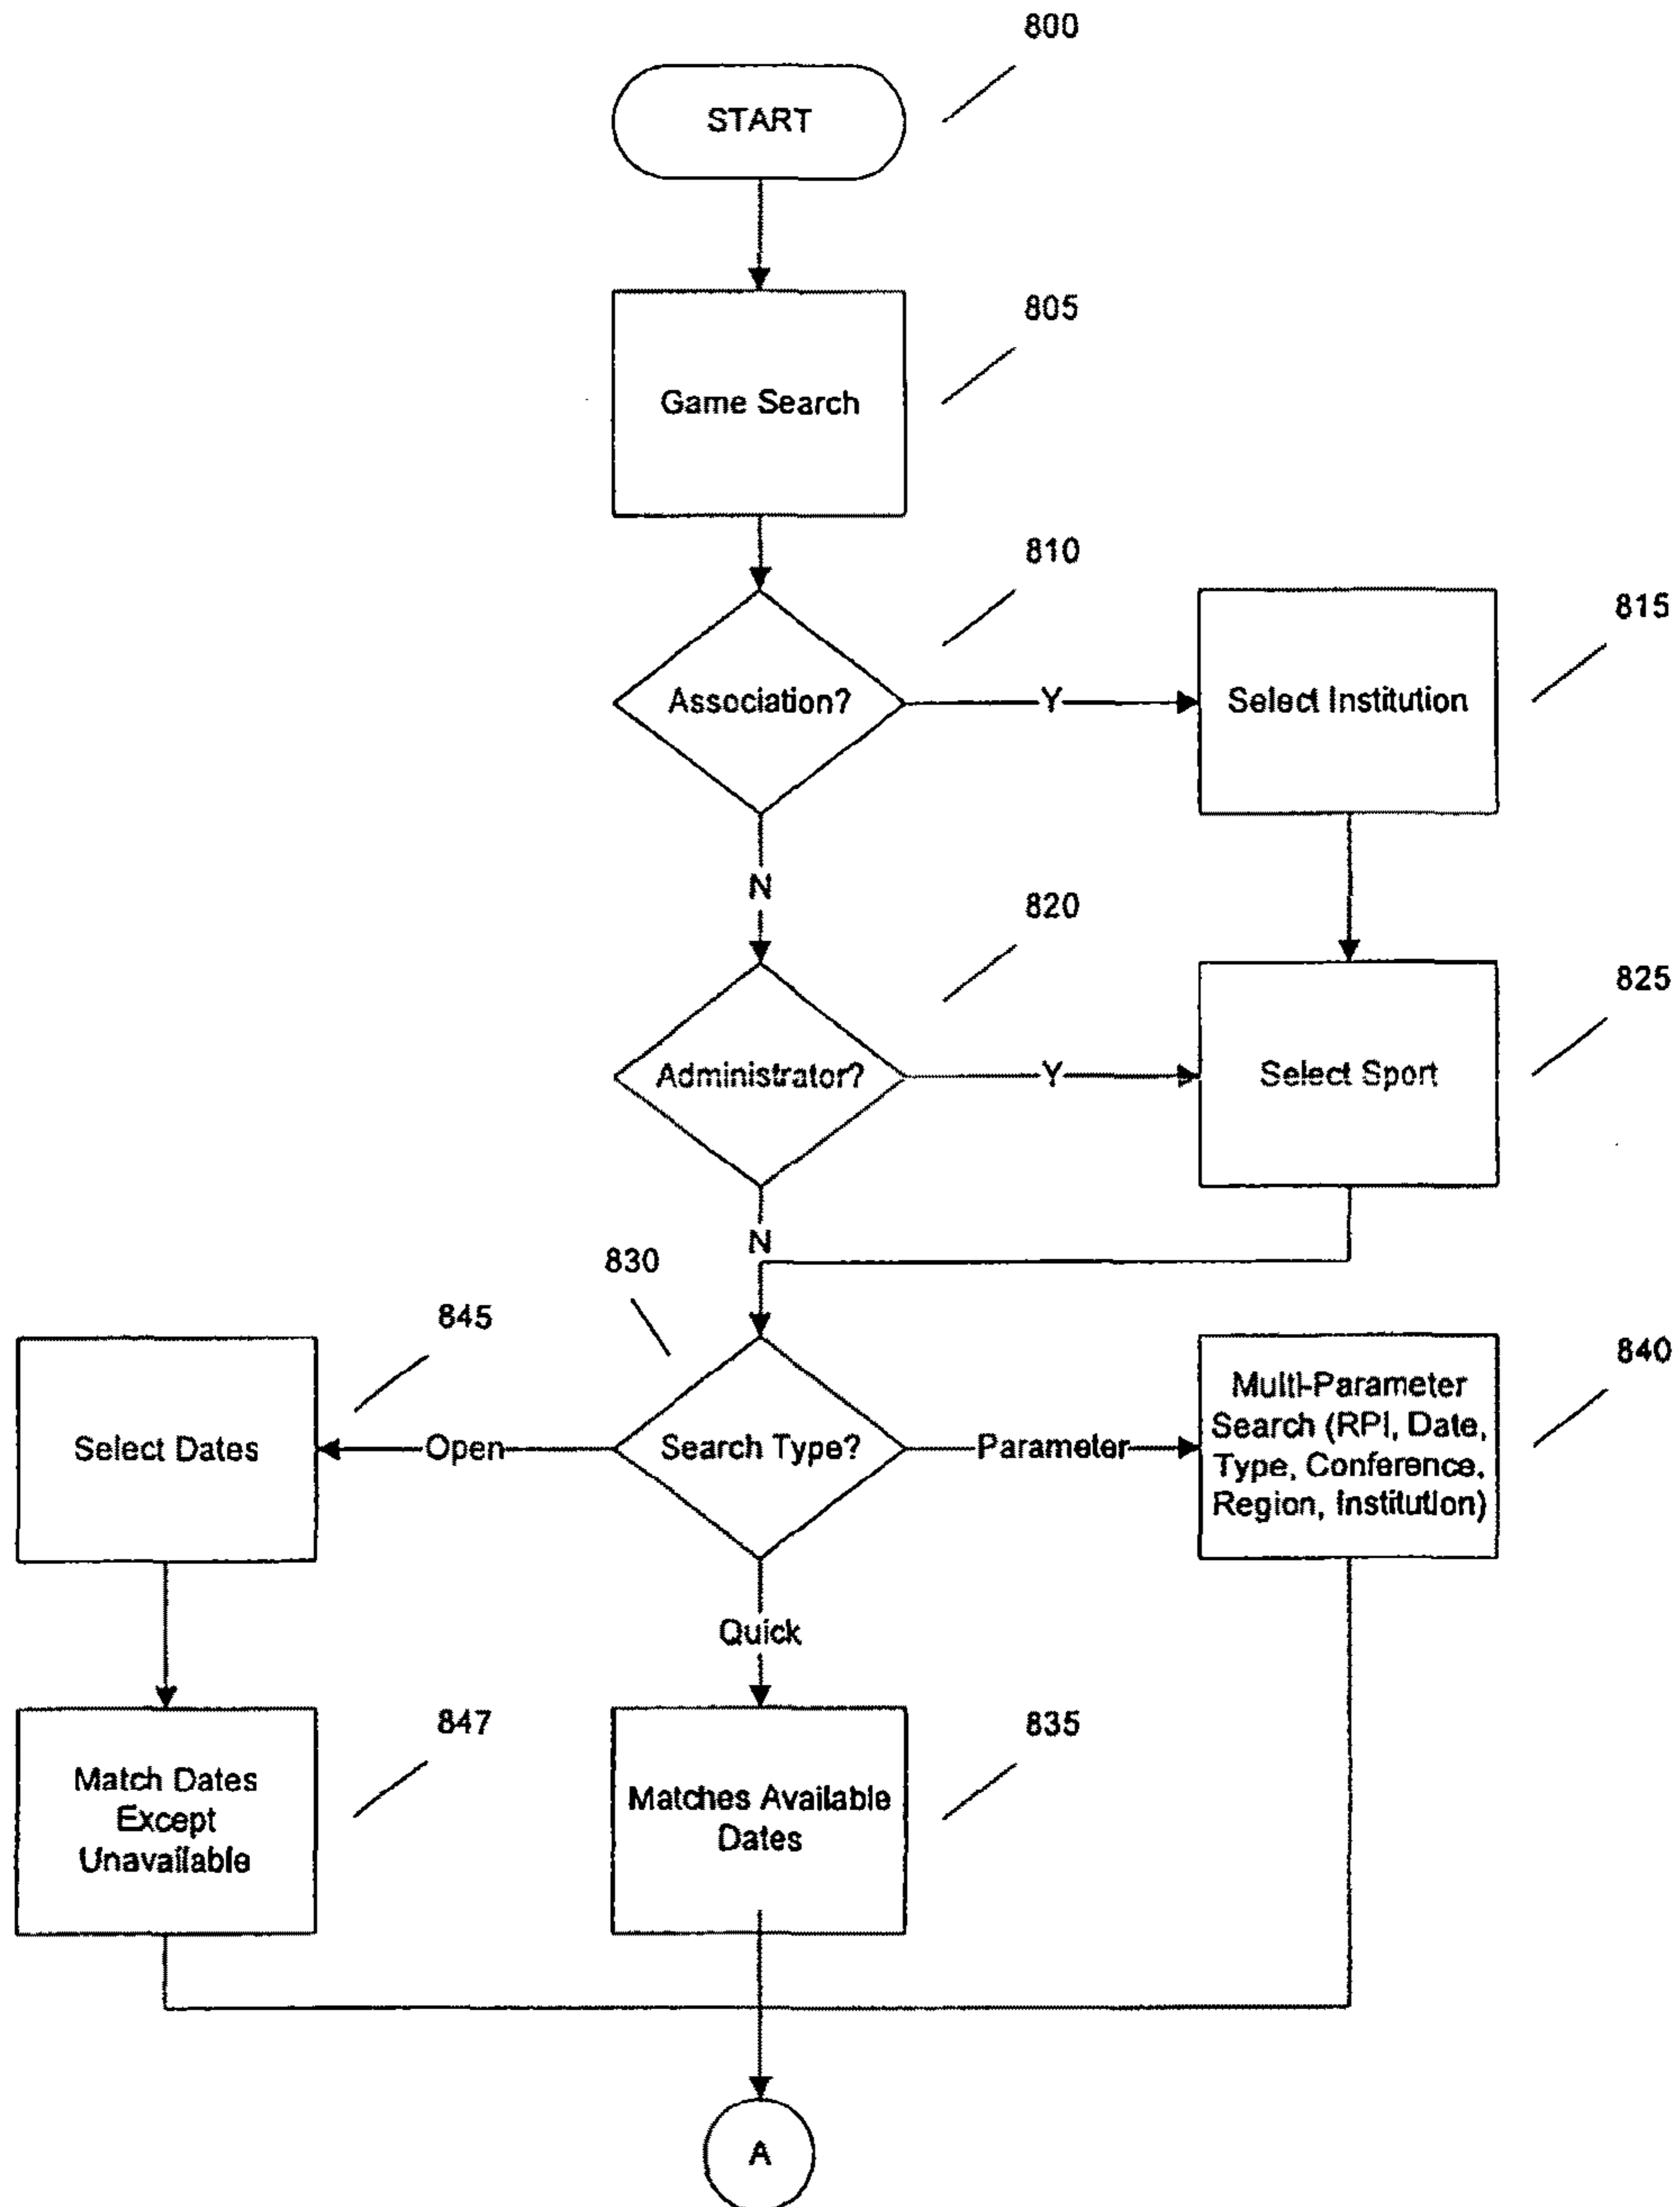 800
START
805
Game Search
810
Association?
Y
815
Select Institution
N
820
Administrator?
Y
825
Select Sport
N
830
845
Select Dates
Open
Search Type?
Parameter
840
Multi-Parameter
Search (RPI, Date,
Type, Conference,
Region, Institution)
Quick
847
Match Dates
Except
Unavailable
835
Matches Available
Dates
A